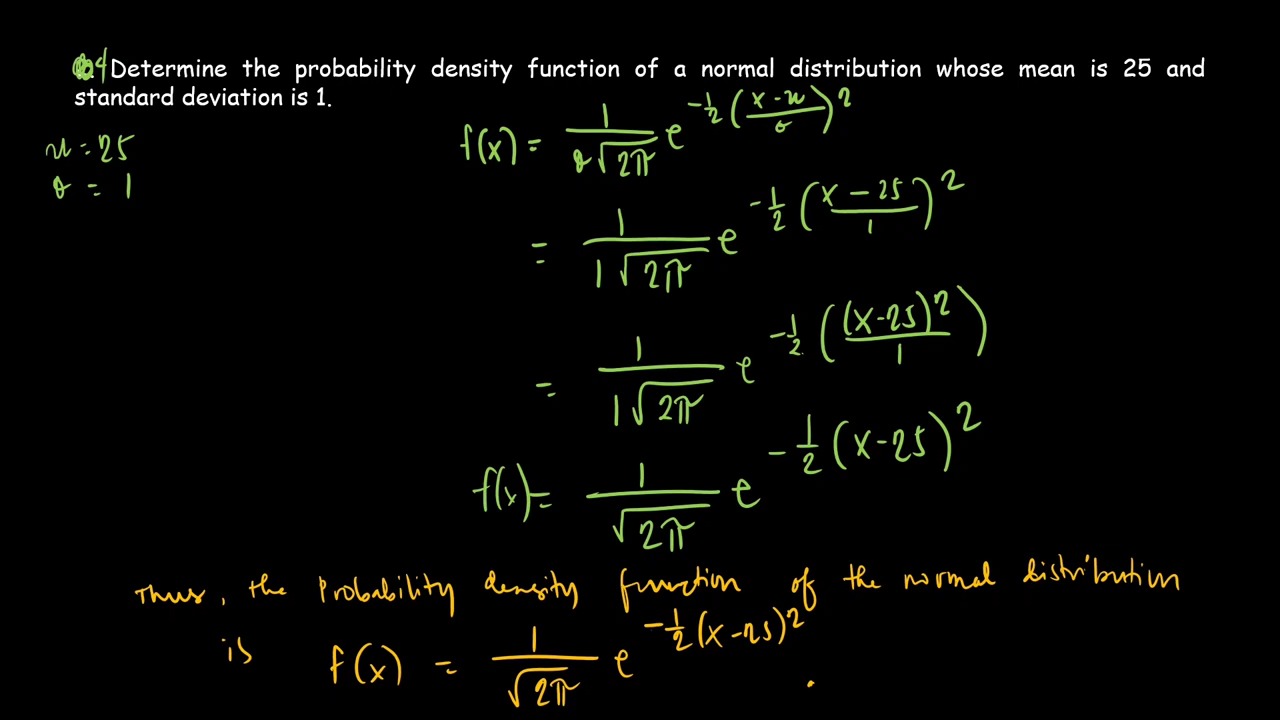 4 Determine the probability density function of a normal distribution whose mean is 25 and
standard deviation is 1.
μ = 25
σ = 1
f(x) = 1/(σ√(2π)) e^(-1/2 ((x-μ)/σ)^2)
= 1/(1√(2π)) e^(-1/2 ((x-25)/1)^2)
= 1/(1√(2π)) e^(-1/2 ((x-25)^2/1))
f(x) = 1/√(2π) e^(-1/2 (x-25)^2)
Thus, the Probability density function of the normal distribution
is f(x) = 1/√(2π) e^(-1/2 (x-25)^2) .